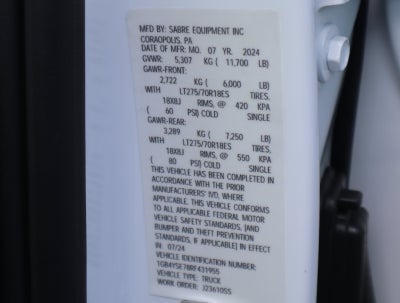 MFD BY: SABRE EQUIPMENT INC
CORAOPOLIS, PA
DATE OF MFR: MO. 07 YR. 2024
GVWR: 5,307 KG ( 11,700 LB)
GAWR-FRONT:
2,722 KG ( 6,000 LB)
WITH LT275/70R18ES TIRES,
18X8J RIMS, @ 420 KPA
( 60 PSI) COLD SINGLE
GAWR-REAR:
3,289 KG ( 7,250 LB)
WITH LT275/70R18ES TIRES,
18X8J RIMS, @ 550 KPA
( 80 PSI) COLD SINGLE
THIS VEHICLE HAS BEEN COMPLETED IN
ACCORDANCE WITH THE PRIOR
MANUFACTURERS' IVD, WHERE
APPLICABLE. THIS VEHICLE CONFORMS
TO ALL APPLICABLE FEDERAL MOTOR
VEHICLE SAFETY STANDARDS, [AND
BUMPER AND THEFT PREVENTION
STANDARDS, IF APPLICABLE] IN EFFECT
IN: 07/24
VEHICLE IDENTIFICATION NUMBER:
1GB4YSE78RF431955
VEHICLE TYPE: TRUCK
WORK ORDER: J23610SS